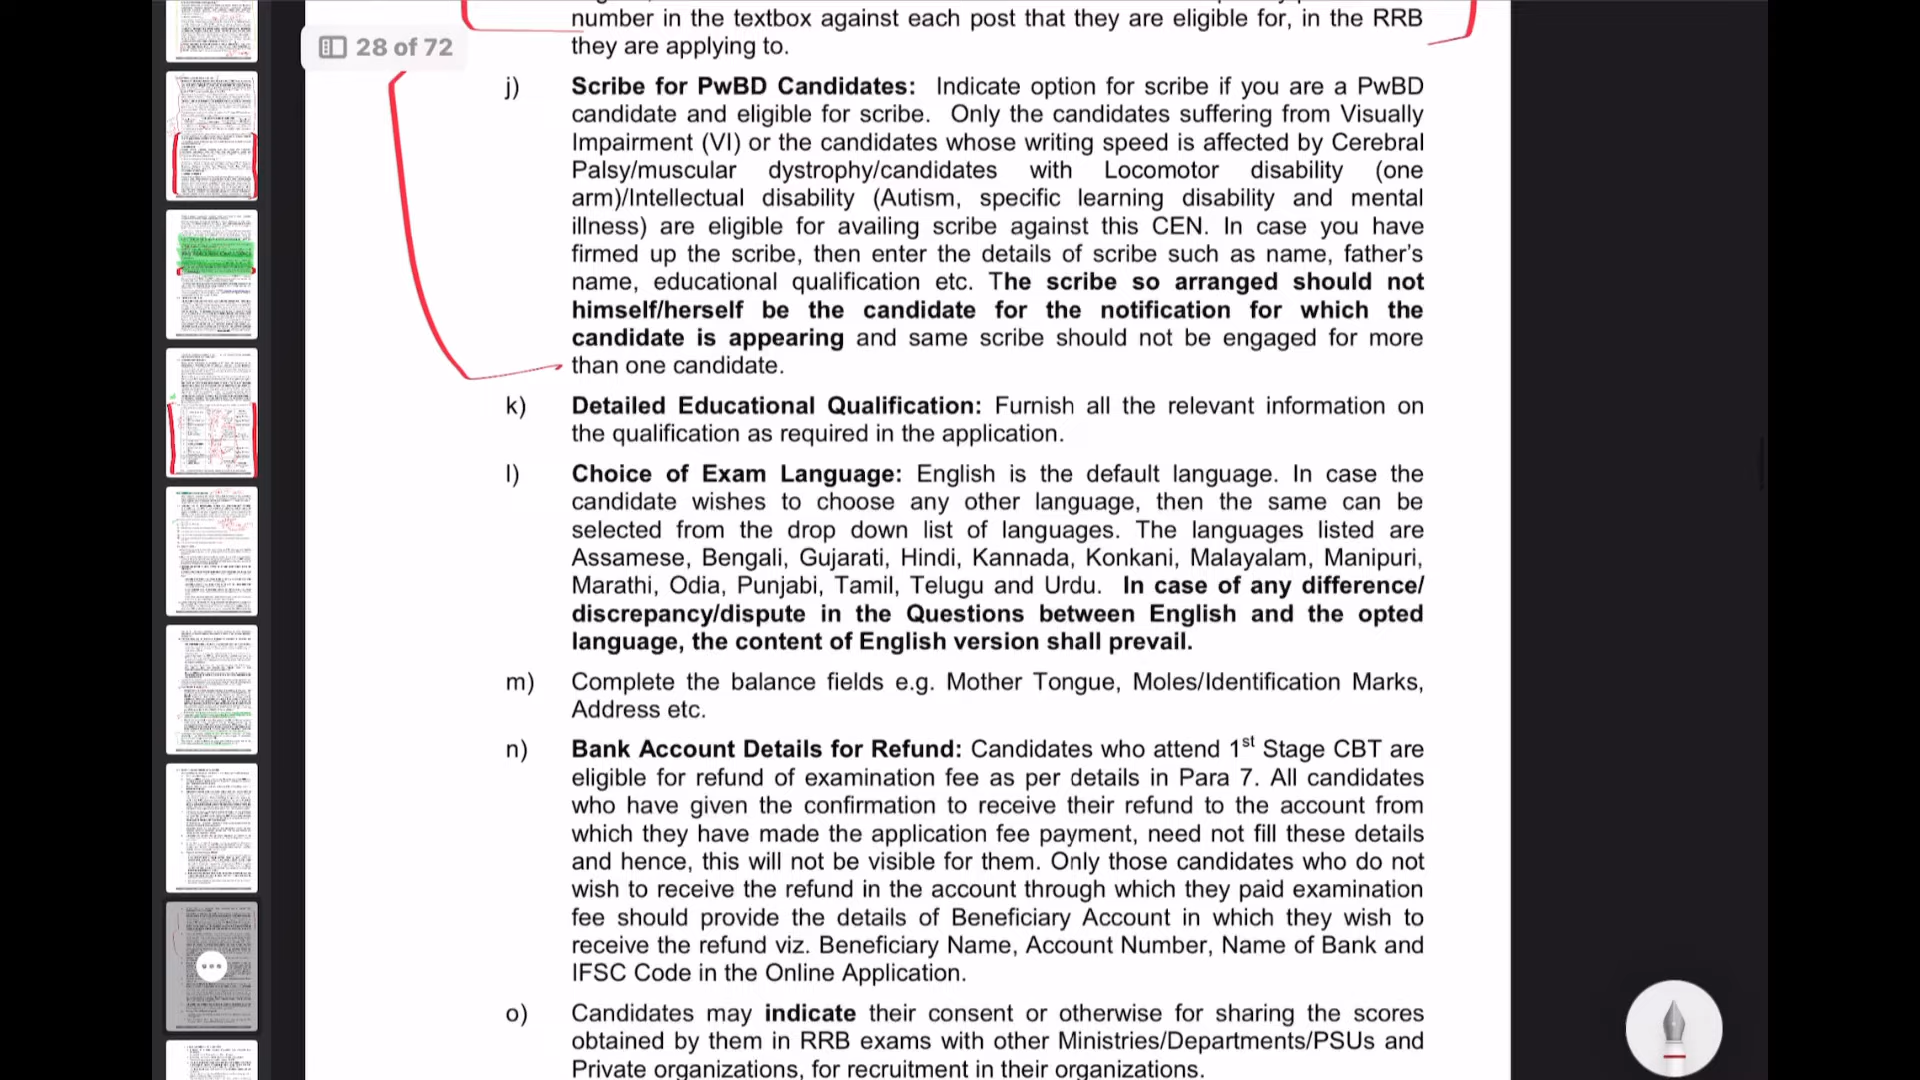 number in the textbox against each post that they are eligible for, in the RRB
28 of 72
they are applying to.
j) Scribe for PwBD Candidates: Indicate option for scribe if you are a PwBD
candidate and eligible for scribe. Only the candidates suffering from Visually
Impairment (VI) or the candidates whose writing speed is affected by Cerebral
Palsy/muscular dystrophy/candidates with Locomotor disability (one
arm)/Intellectual disability (Autism, specific learning disability and mental
illness) are eligible for availing scribe against this CEN. In case you have
firmed up the scribe, then enter the details of scribe such as name, father's
name, educational qualification etc. The scribe so arranged should not
himself/herself be the candidate for the notification for which the
candidate is appearing and same scribe should not be engaged for more
than one candidate.
k) Detailed Educational Qualification: Furnish all the relevant information on
the qualification as required in the application.
l) Choice of Exam Language: English is the default language. In case the
candidate wishes to choose any other language, then the same can be
selected from the drop down list of languages. The languages listed are
Assamese, Bengali, Gujarati, Hindi, Kannada, Konkani, Malayalam, Manipuri,
Marathi, Odia, Punjabi, Tamil, Telugu and Urdu. In case of any difference/
discrepancy/dispute in the Questions between English and the opted
language, the content of English version shall prevail.
m) Complete the balance fields e.g. Mother Tongue, Moles/Identification Marks,
Address etc.
n) Bank Account Details for Refund: Candidates who attend 1st Stage CBT are
eligible for refund of examination fee as per details in Para 7. All candidates
who have given the confirmation to receive their refund to the account from
which they have made the application fee payment, need not fill these details
and hence, this will not be visible for them. Only those candidates who do not
wish to receive the refund in the account through which they paid examination
fee should provide the details of Beneficiary Account in which they wish to
receive the refund viz. Beneficiary Name, Account Number, Name of Bank and
IFSC Code in the Online Application.
o) Candidates may indicate their consent or otherwise for sharing the scores
obtained by them in RRB exams with other Ministries/Departments/PSUs and
Private organizations, for recruitment in their organizations.